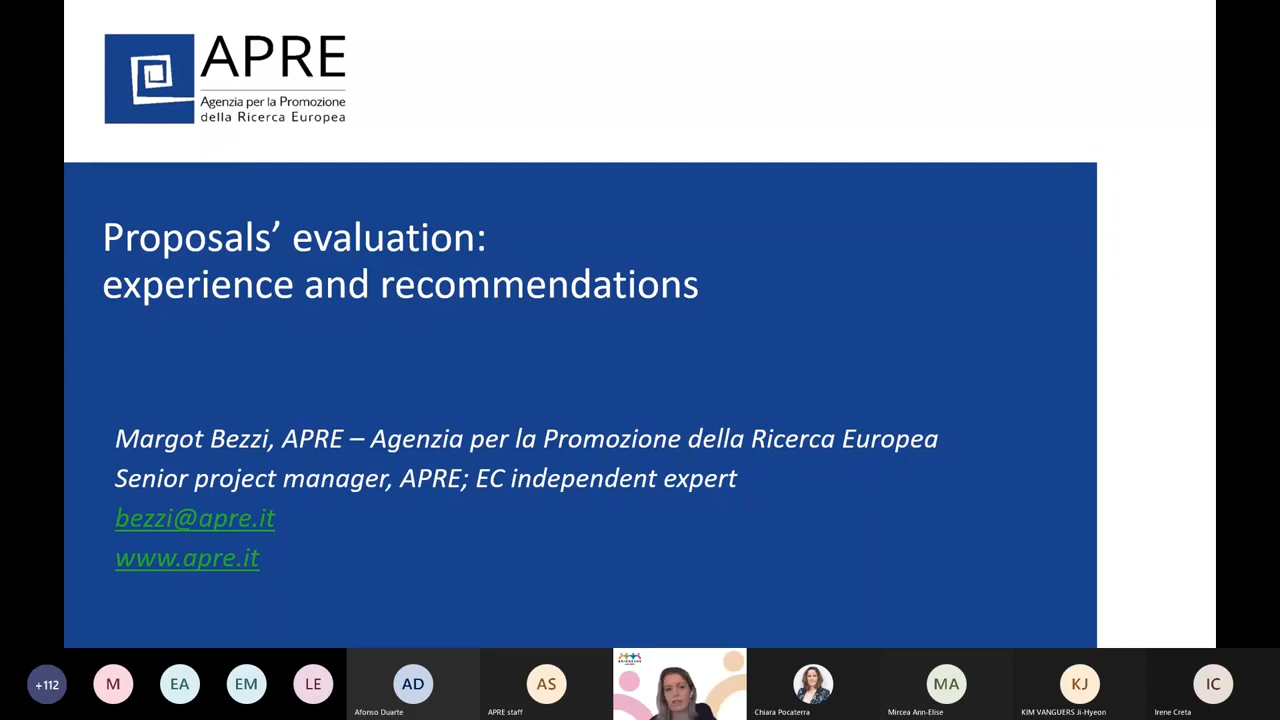 APRE
Agenzia per la Promozione
della Ricerca Europea
Proposals’ evaluation:
experience and recommendations
Margot Bezzi, APRE – Agenzia per la Promozione della Ricerca Europea
Senior project manager, APRE; EC independent expert
bezzi@apre.it
www.apre.it
+112
M
EA
EM
LE
AD
AS
MA
KJ
IC
Afonso Duarte
APRE staff
Chiara Pocaterra
Mircea Ann-Elise
KIM VANGUERS Ji-Hyeon
Irene Creta